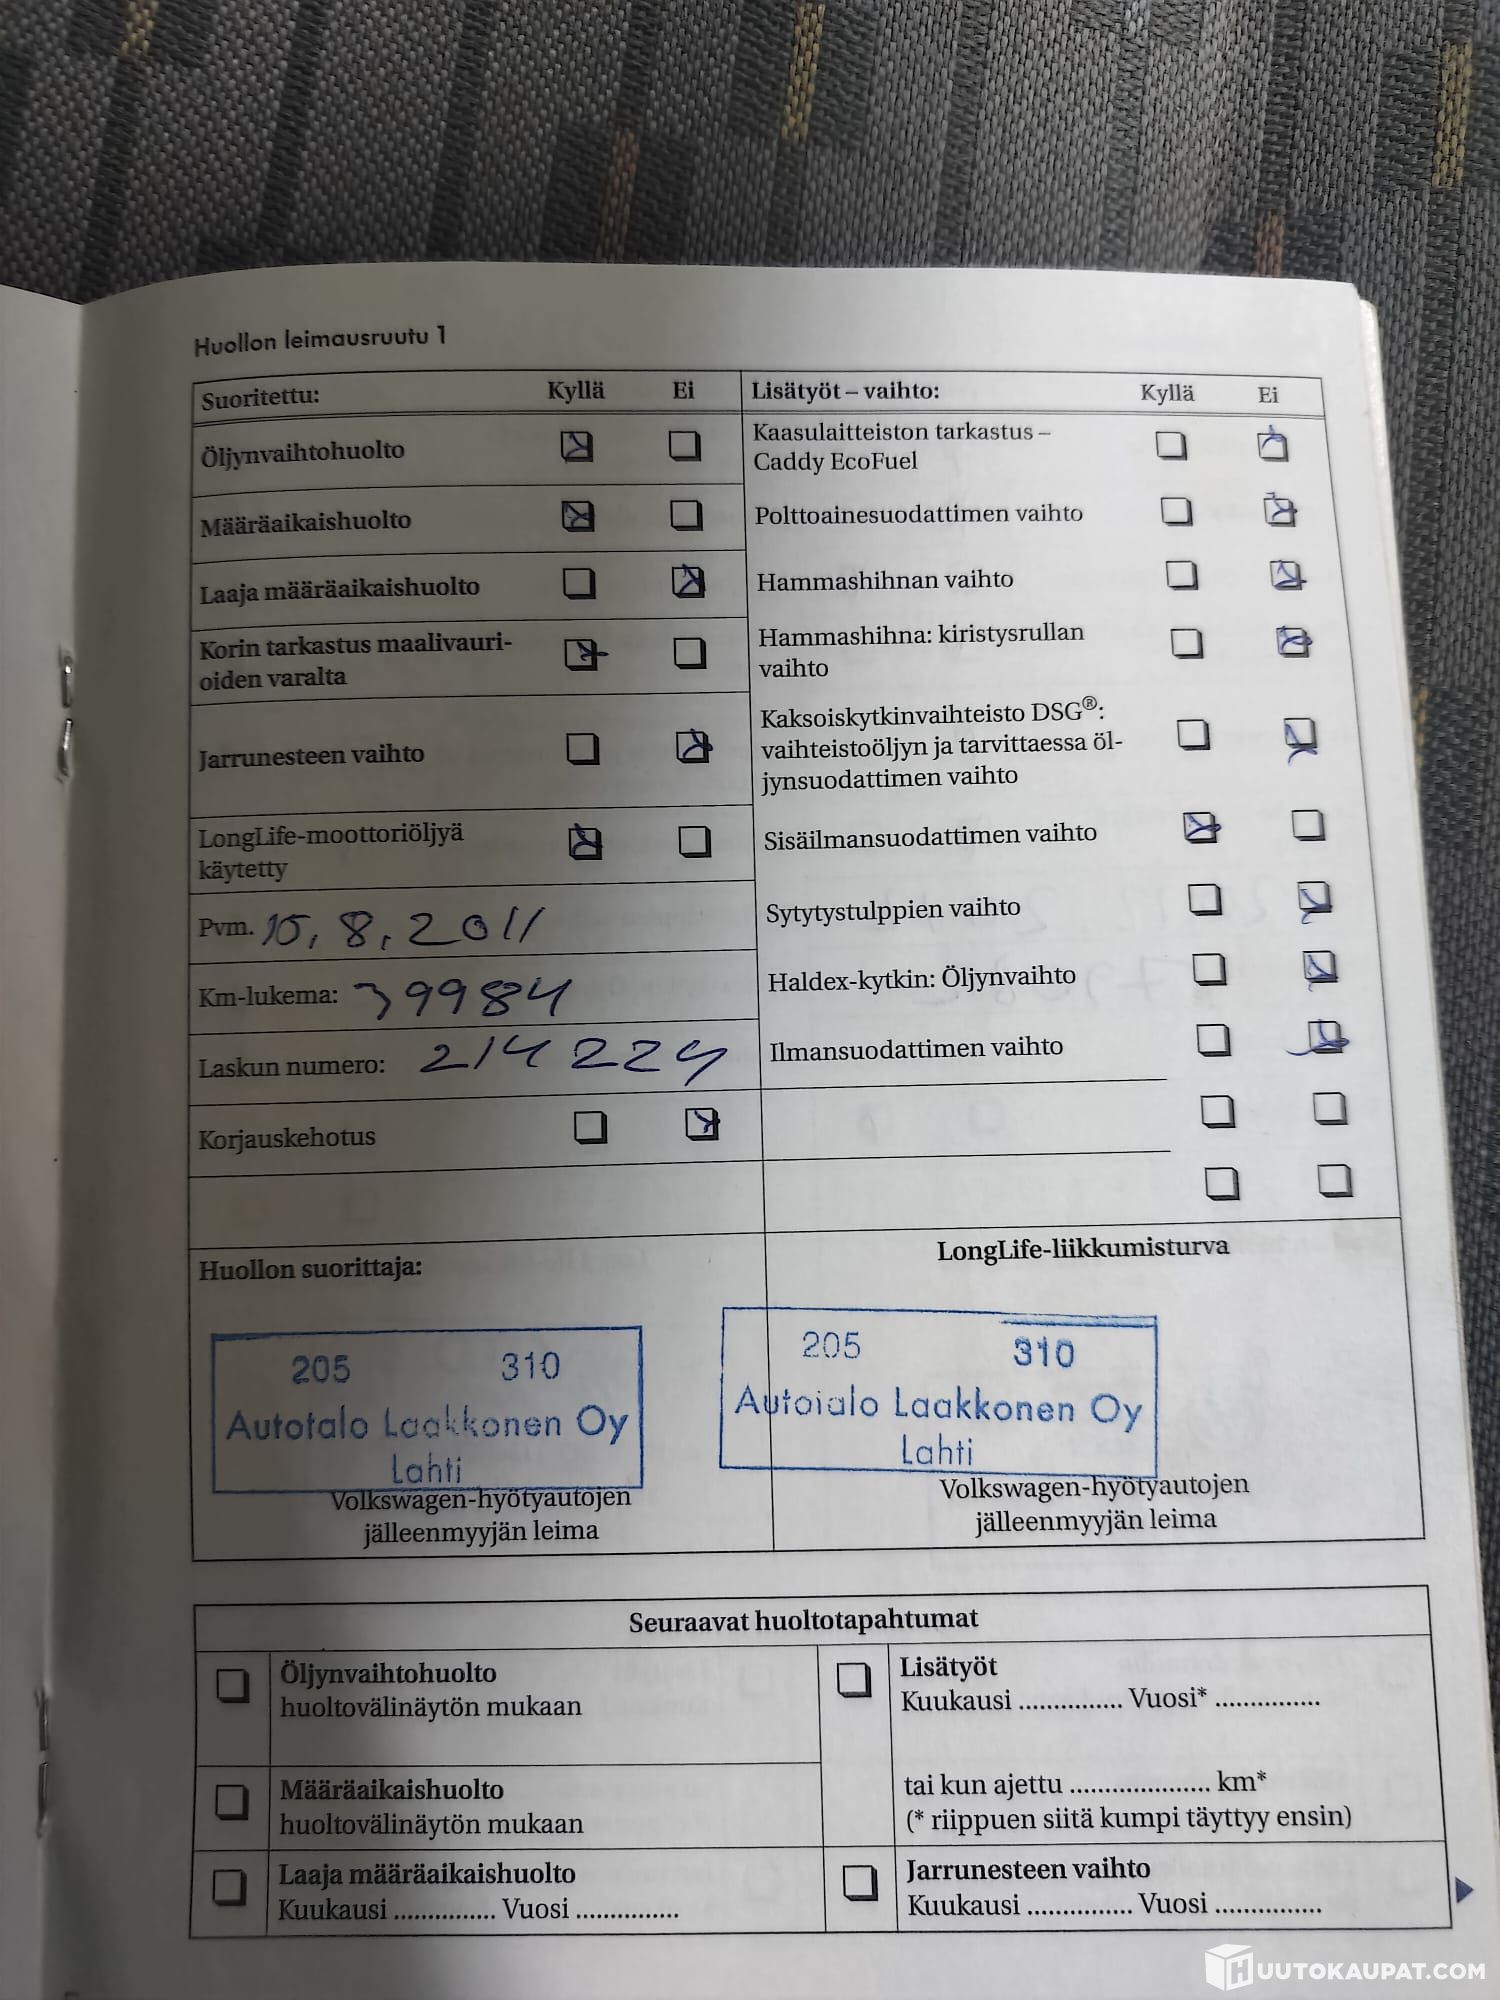 Huollon leimausruutu 1
Suoritettu: Kyllä Ei
Öljynvaihtohuolto
Määräaikaishuolto
Laaja määräaikaishuolto
Korin tarkastus maalivauri-
oiden varalta
Jarrunesteen vaihto
LongLife-moottoriöljyä
käytetty
Pvm. 15.8.2011
Km-lukema: 39984
Laskun numero: 214224
Korjauskehotus
Lisätyöt – vaihto: Kyllä Ei
Kaasulaitteiston tarkastus –
Caddy EcoFuel
Polttoainesuodattimen vaihto
Hammashihnan vaihto
Hammashihna: kiristysrullan
vaihto
Kaksoiskytkinvaihteisto DSG®:
vaihteistoöljyn ja tarvittaessa öl-
jynsuodattimen vaihto
Sisäilmansuodattimen vaihto
Sytytystulppien vaihto
Haldex-kytkin: Öljynvaihto
Ilmansuodattimen vaihto
Huollon suorittaja:
205 310
Autotalo Laakkonen Oy
Lahti
Volkswagen-hyötyautojen
jälleenmyyjän leima
LongLife-liikkumisturva
205 310
Autotalo Laakkonen Oy
Lahti
Volkswagen-hyötyautojen
jälleenmyyjän leima
Seuraavat huoltotapahtumat
Öljynvaihtohuolto
huoltovälinäytön mukaan
Määräaikaishuolto
huoltovälinäytön mukaan
Laaja määräaikaishuolto
Kuukausi ............... Vuosi ...............
Lisätyöt
Kuukausi ............... Vuosi* ...............
tai kun ajettu .................... km*
(* riippuen siitä kumpi täyttyy ensin)
Jarrunesteen vaihto
Kuukausi ............... Vuosi ...............
HUUTOKAUPAT.COM